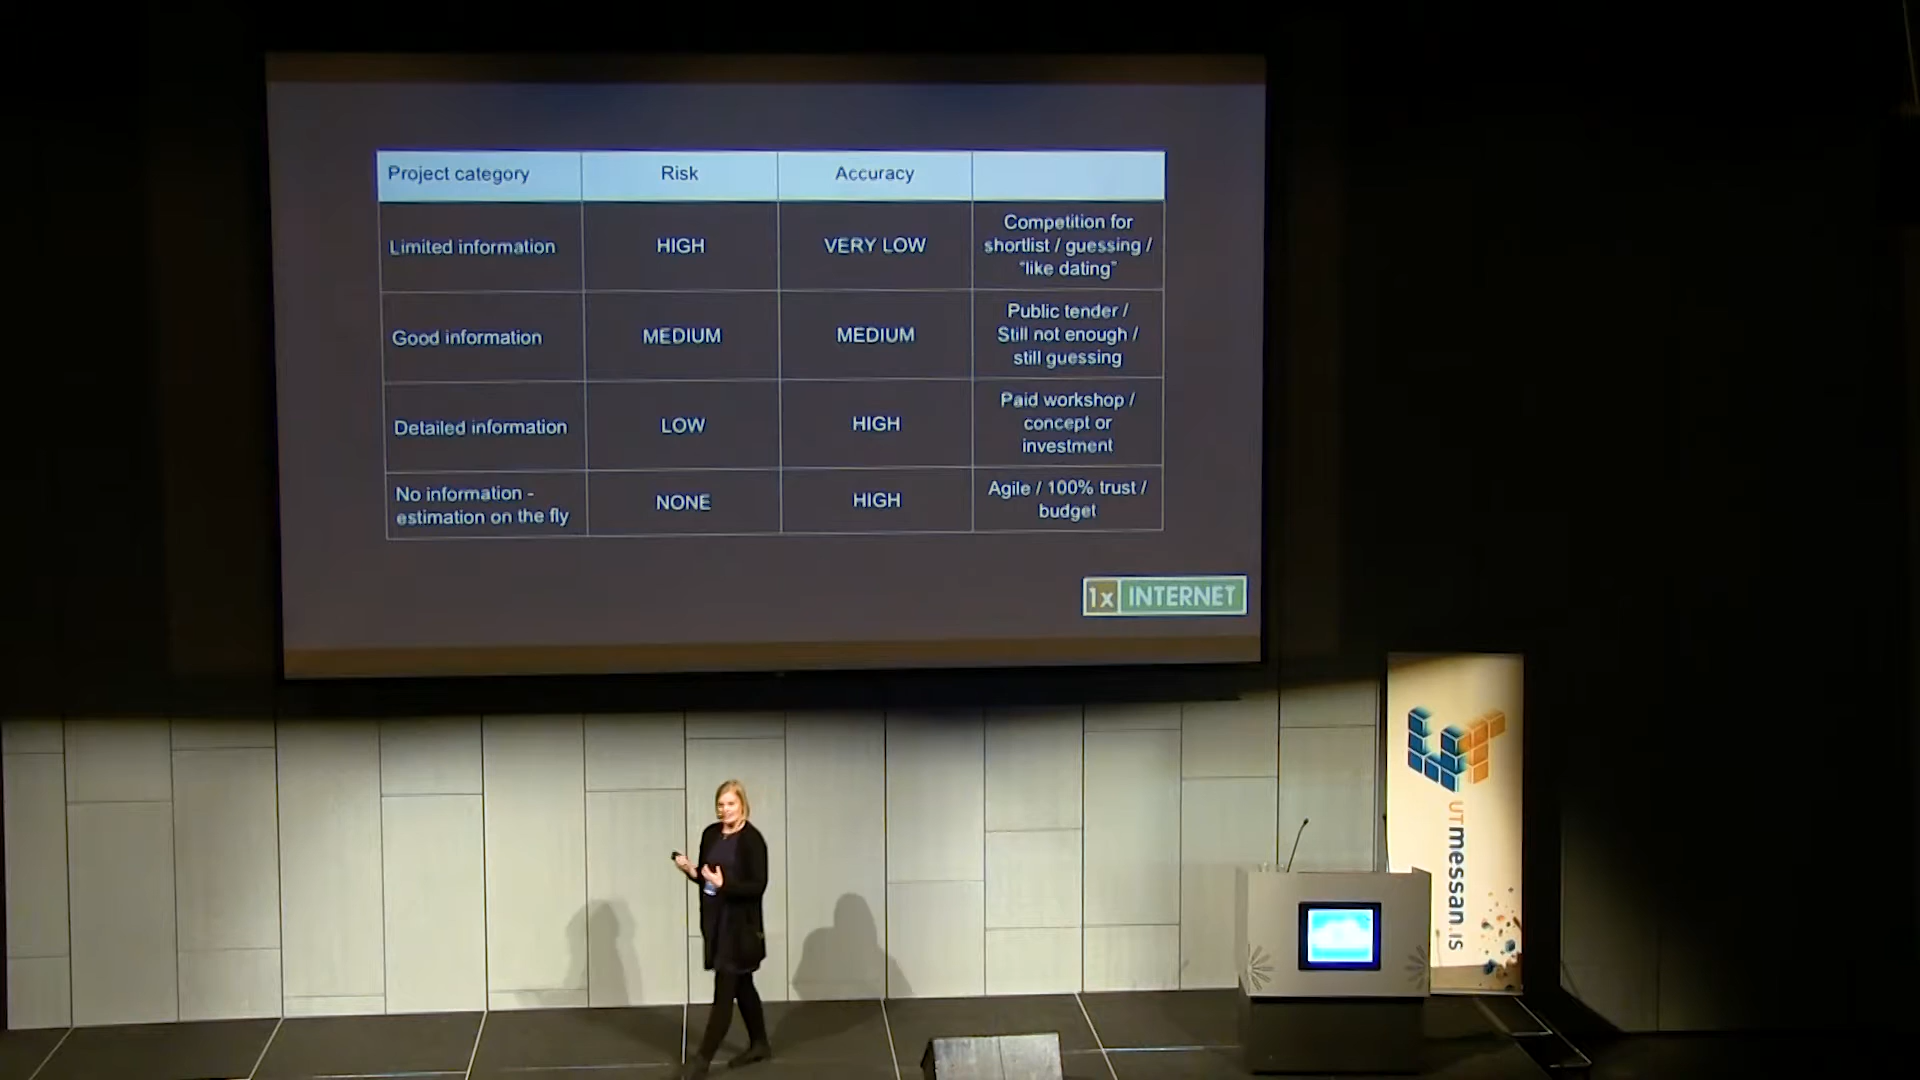 Project category
Risk
Accuracy
Limited information
HIGH
VERY LOW
Competition for
shortlist / guessing /
"like dating"
Good information
MEDIUM
MEDIUM
Public tender /
Still not enough /
still guessing
Detailed information
LOW
HIGH
Paid workshop /
concept or
investment
No information -
estimation on the fly
NONE
HIGH
Agile / 100% trust /
budget
1x INTERNET
UTmessan.IS